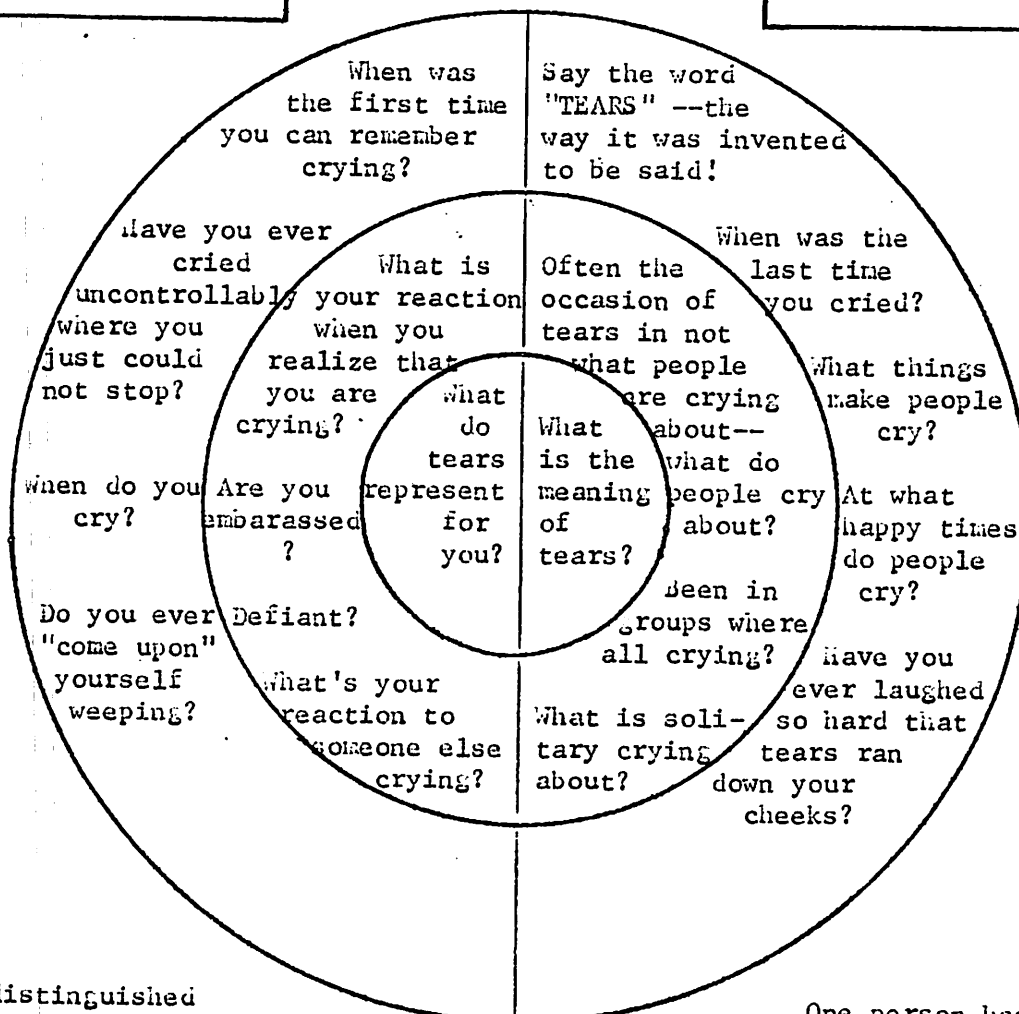 When was
the first time
you can remember
crying?
Say the word
"TEARS" --the
way it was invented
to be said!
Have you ever
cried
uncontrollably
where you
just could
not stop?
When do you
cry?
Do you ever
"come upon"
yourself
weeping?
What is
your reaction
when you
realize that
you are
crying?
Are you
embarassed
?
Defiant?
What's your
reaction to
someone else
crying?
What
do
tears
represent
for
you?
What
is the
meaning
of
tears?
Often the
occasion of
tears in not
what people
are crying
about--
what do
people cry
about?
Been in
groups where
all crying?
What is soli-
tary crying
about?
When was the
last time
you cried?
What things
make people
cry?
At what
happy times
do people
cry?
Have you
ever laughed
so hard that
tears ran
down your
cheeks?
distinguished
One person